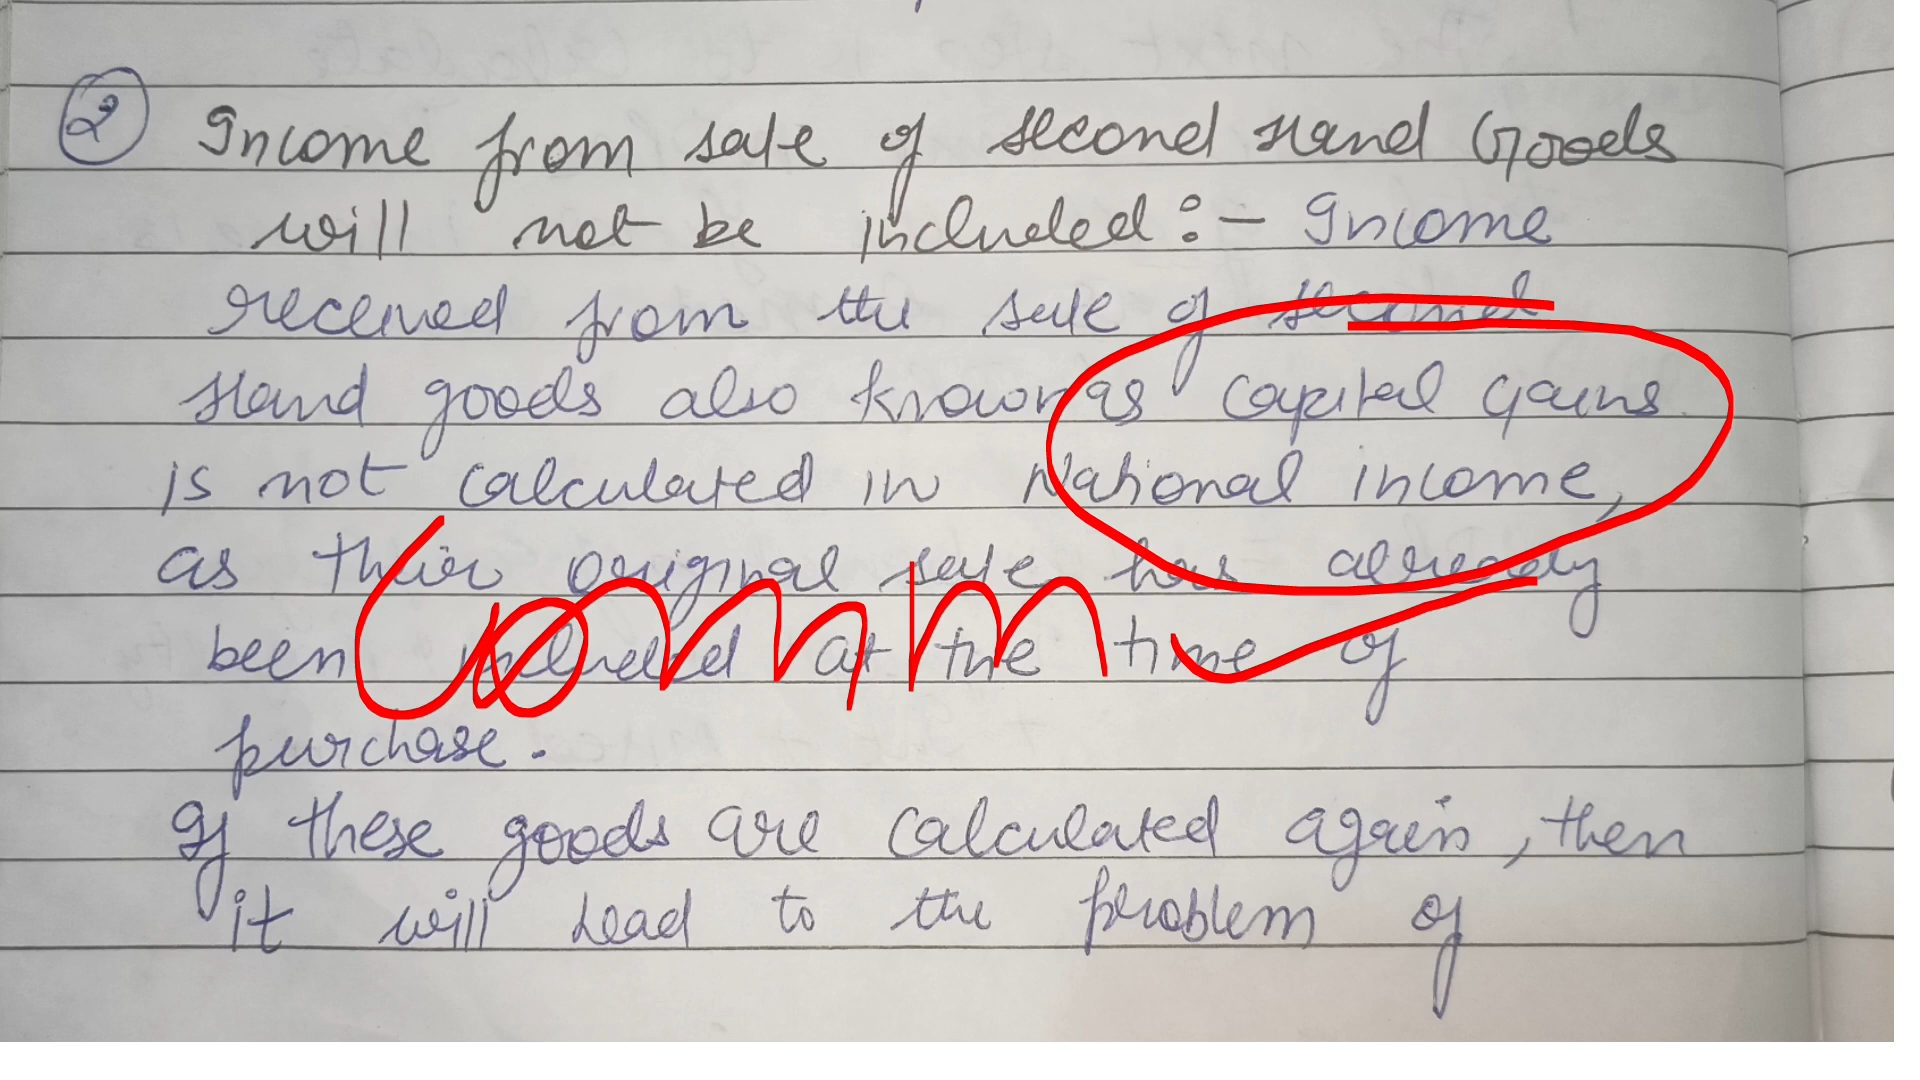 2 Income from sale of second Hand Goods
will not be included :- Income
received from the sale of second
Hand goods also known as capital gains
is not calculated in National income,
as their original sale has already
been included at the time of
purchase.
If these goods are calculated again, then
it will lead to the problem of